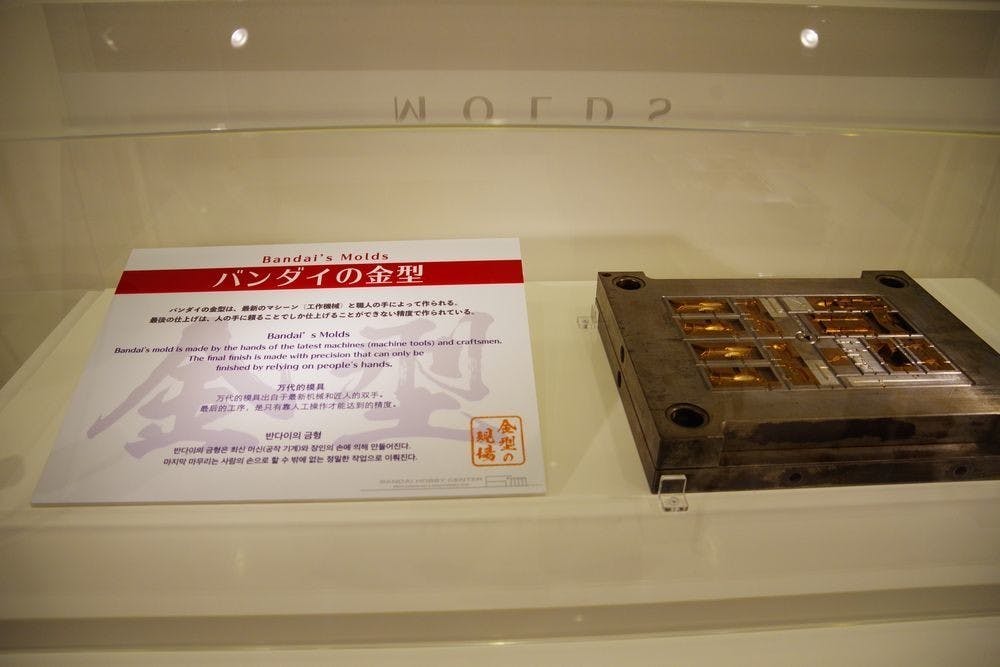 MOLDS
Bandai's Molds
バンダイの金型
バンダイの金型は、最新のマシーン（工作機械）と職人の手によって作られる。
最後の仕上げは、人の手に頼ることでしか仕上げることができない精度で作られている。
Bandai's Molds
Bandai's mold is made by the hands of the latest machines (machine tools) and craftsmen.
The final finish is made with precision that can only be
finished by relying on people's hands.
万代的模具
万代的模具出自于最新机械和匠人的双手。
最后的工序，是只有靠人工操作才能达到的精度。
반다이의 금형
반다이의 금형은 최신 머신(공작 기계)와 장인의 손에 의해 만들어진다.
마지막 마무리는 사람의 손으로 할 수 밖에 없는 정밀한 작업으로 이뤄진다.
金型
金型の
現場
BANDAI HOBBY CENTER